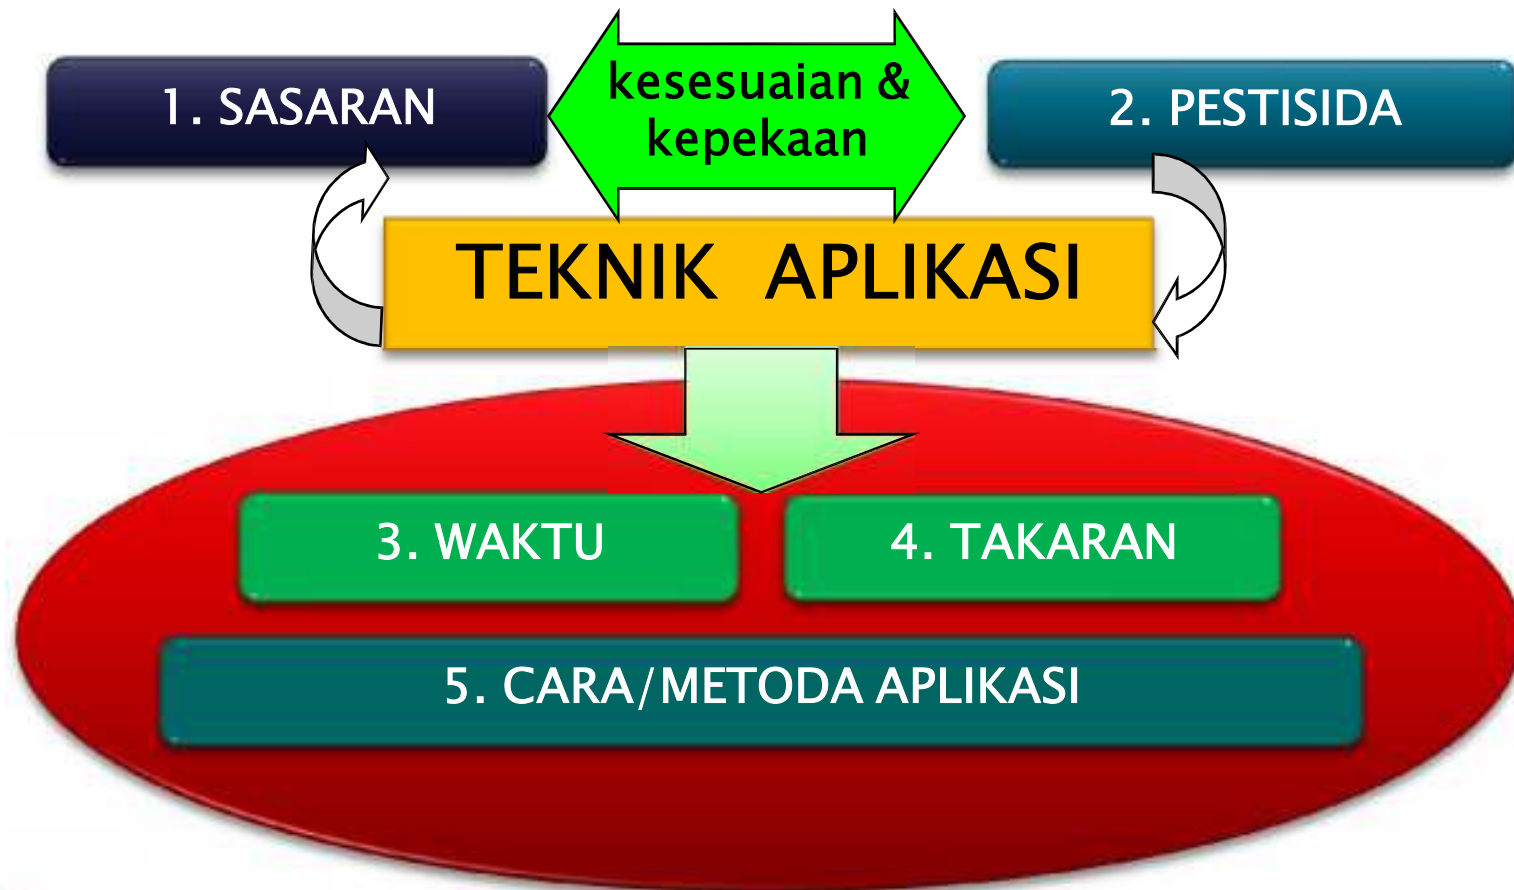 1. SASARAN
kesesuaian &
kepekaan
2. PESTISIDA
TEKNIK APLIKASI
3. WAKTU
4. TAKARAN
5. CARA/METODA APLIKASI